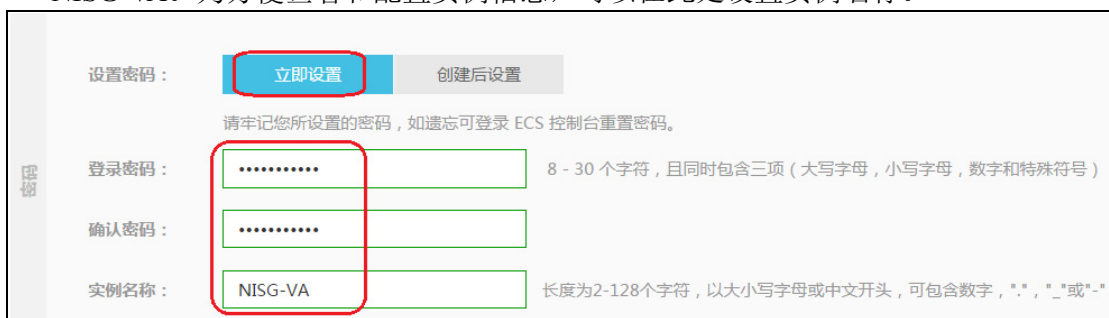 设置密码： 立即设置 创建后设置
请牢记您所设置的密码，如遗忘可登录 ECS 控制台重置密码。
密码
登录密码： ••••••••••• 8 - 30 个字符，且同时包含三项（大写字母，小写字母，数字和特殊符号）
确认密码： •••••••••••
实例名称： NISG-VA 长度为2-128个字符，以大小写字母或中文开头，可包含数字，"."，"_"或"-"